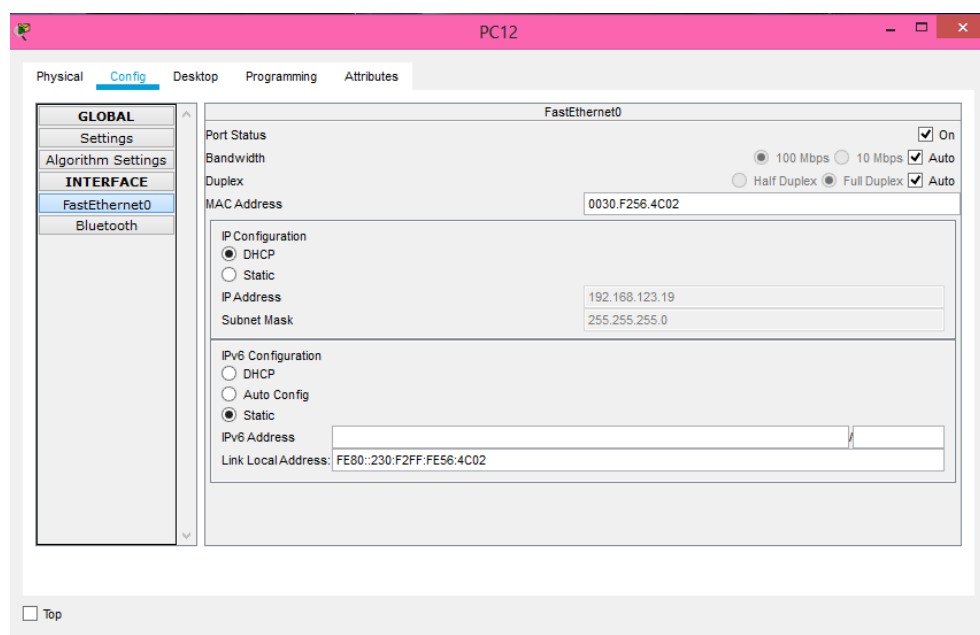 PC12
Physical Config Desktop Programming Attributes
GLOBAL
Settings
Algorithm Settings
INTERFACE
FastEthernet0
Bluetooth
FastEthernet0
Port Status On
Bandwidth 100 Mbps 10 Mbps Auto
Duplex Half Duplex Full Duplex Auto
MAC Address 0030.F256.4C02
IP Configuration
DHCP
Static
IP Address 192.168.123.19
Subnet Mask 255.255.255.0
IPv6 Configuration
DHCP
Auto Config
Static
IPv6 Address /
Link Local Address: FE80::230:F2FF:FE56:4C02
Top